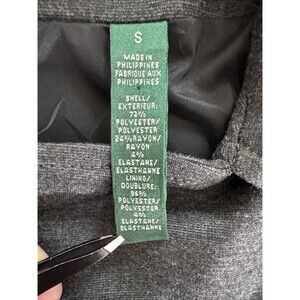 S
MADE IN
PHILIPPINES
FABRIQUÉ AUX
PHILIPPINES
SHELL/
EXTERIEUR:
72%
POLYESTER/
POLYESTER
24%RAYON/
RAYON
4%
ELASTANE/
ELASTHANNE
LINING/
DOUBLURE:
96%
POLYESTER/
POLYESTER
4%
ELASTANE/
ELASTHANNE